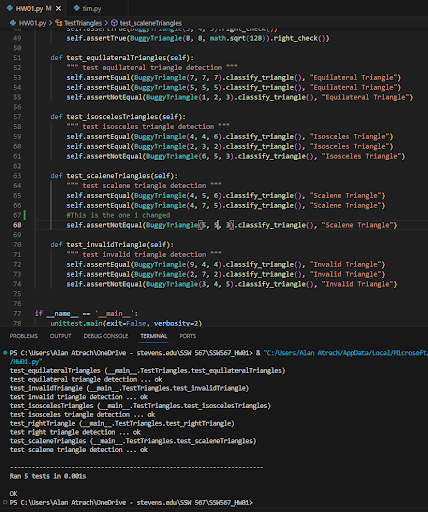 HW01.py M tim.py
HW01.py > TestTriangles > test_scaleneTriangles
49 self.assertTrue(BuggyTriangle(8, 8, math.sqrt(128)).right_check())
50
51 def test_equilateralTriangles(self):
52 """ test equilateral triangle detection """
53 self.assertEqual(BuggyTriangle(7, 7, 7).classify_triangle(), "Equilateral Triangle")
54 self.assertEqual(BuggyTriangle(5, 5, 5).classify_triangle(), "Equilateral Triangle")
55 self.assertNotEqual(BuggyTriangle(1, 2, 3).classify_triangle(), "Equilateral Triangle")
56
57 def test_isoscelesTriangles(self):
58 """ test isosceles triangle detection """
59 self.assertEqual(BuggyTriangle(4, 4, 6).classify_triangle(), "Isosceles Triangle")
60 self.assertEqual(BuggyTriangle(2, 3, 2).classify_triangle(), "Isosceles Triangle")
61 self.assertNotEqual(BuggyTriangle(6, 5, 3).classify_triangle(), "Isosceles Triangle")
62
63 def test_scaleneTriangles(self):
64 """ test scalene triangle detection """
65 self.assertEqual(BuggyTriangle(4, 5, 6).classify_triangle(), "Scalene Triangle")
66 self.assertEqual(BuggyTriangle(4, 7, 5).classify_triangle(), "Scalene Triangle")
67 #This is the one i changed
68 self.assertNotEqual(BuggyTriangle(5, 5, 3).classify_triangle(), "Scalene Triangle")
69
70 def test_invalidTriangle(self):
71 """ test invalid triangle detection """
72 self.assertEqual(BuggyTriangle(9, 4, 4).classify_triangle(), "Invalid Triangle")
73 self.assertEqual(BuggyTriangle(2, 7, 2).classify_triangle(), "Invalid Triangle")
74 self.assertNotEqual(BuggyTriangle(3, 4, 5).classify_triangle(), "Invalid Triangle")
75
76
77 if __name__ == '__main__':
78 unittest.main(exit=False, verbosity=2)
PROBLEMS OUTPUT DEBUG CONSOLE TERMINAL PORTS
PS C:\Users\Alan Atrach\OneDrive - stevens.edu\SSW 567\SSW567_HW01> & "C:/Users/Alan Atrach/AppData/Local/Microsoft.
/HW01.py"
test_equilateralTriangles (__main__.TestTriangles.test_equilateralTriangles)
test equilateral triangle detection ... ok
test_invalidTriangle (__main__.TestTriangles.test_invalidTriangle)
test invalid triangle detection ... ok
test_isoscelesTriangles (__main__.TestTriangles.test_isoscelesTriangles)
test isosceles triangle detection ... ok
test_rightTriangle (__main__.TestTriangles.test_rightTriangle)
test right triangle detection ... ok
test_scaleneTriangles (__main__.TestTriangles.test_scaleneTriangles)
test scalene triangle detection ... ok
----------------------------------------------------------------------
Ran 5 tests in 0.001s
OK
PS C:\Users\Alan Atrach\OneDrive - stevens.edu\SSW 567\SSW567_HW01>